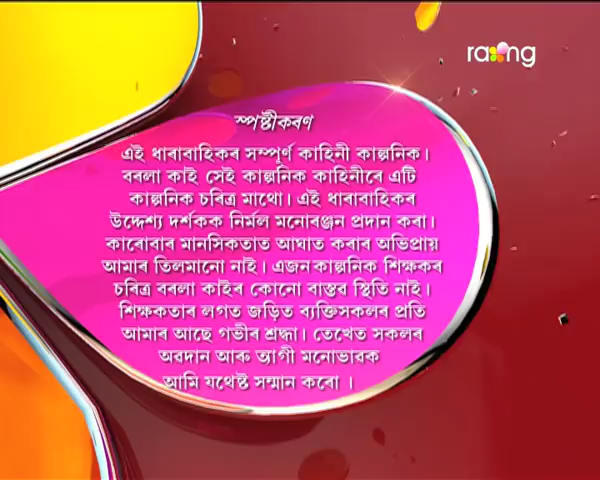 rang
স্পষ্টীকৰণ
এই ধাৰাবাহিকৰ সম্পূৰ্ণ কাহিনী কাল্পনিক।
বৰলা কাই সেই কাল্পনিক কাহিনীৰে এটি
কাল্পনিক চৰিত্ৰ মাথো। এই ধাৰাবাহিকৰ
উদ্দেশ্য দৰ্শকক নিৰ্মল মনোৰঞ্জন প্ৰদান কৰা।
কাৰোবাৰ মানসিকতাত আঘাত কৰাৰ অভিপ্ৰায়
আমাৰ তিলমানো নাই। এজন কাল্পনিক শিক্ষকৰ
চৰিত্ৰ বৰলা কাইৰ কোনো বাস্তৱ স্থিতি নাই।
শিক্ষকতাৰ লগত জড়িত ব্যক্তিসকলৰ প্ৰতি
আমাৰ আছে গভীৰ শ্ৰদ্ধা। তেখেত সকলৰ
অৱদান আৰু ত্যাগী মনোভাৱক
আমি যথেষ্ট সন্মান কৰো ।